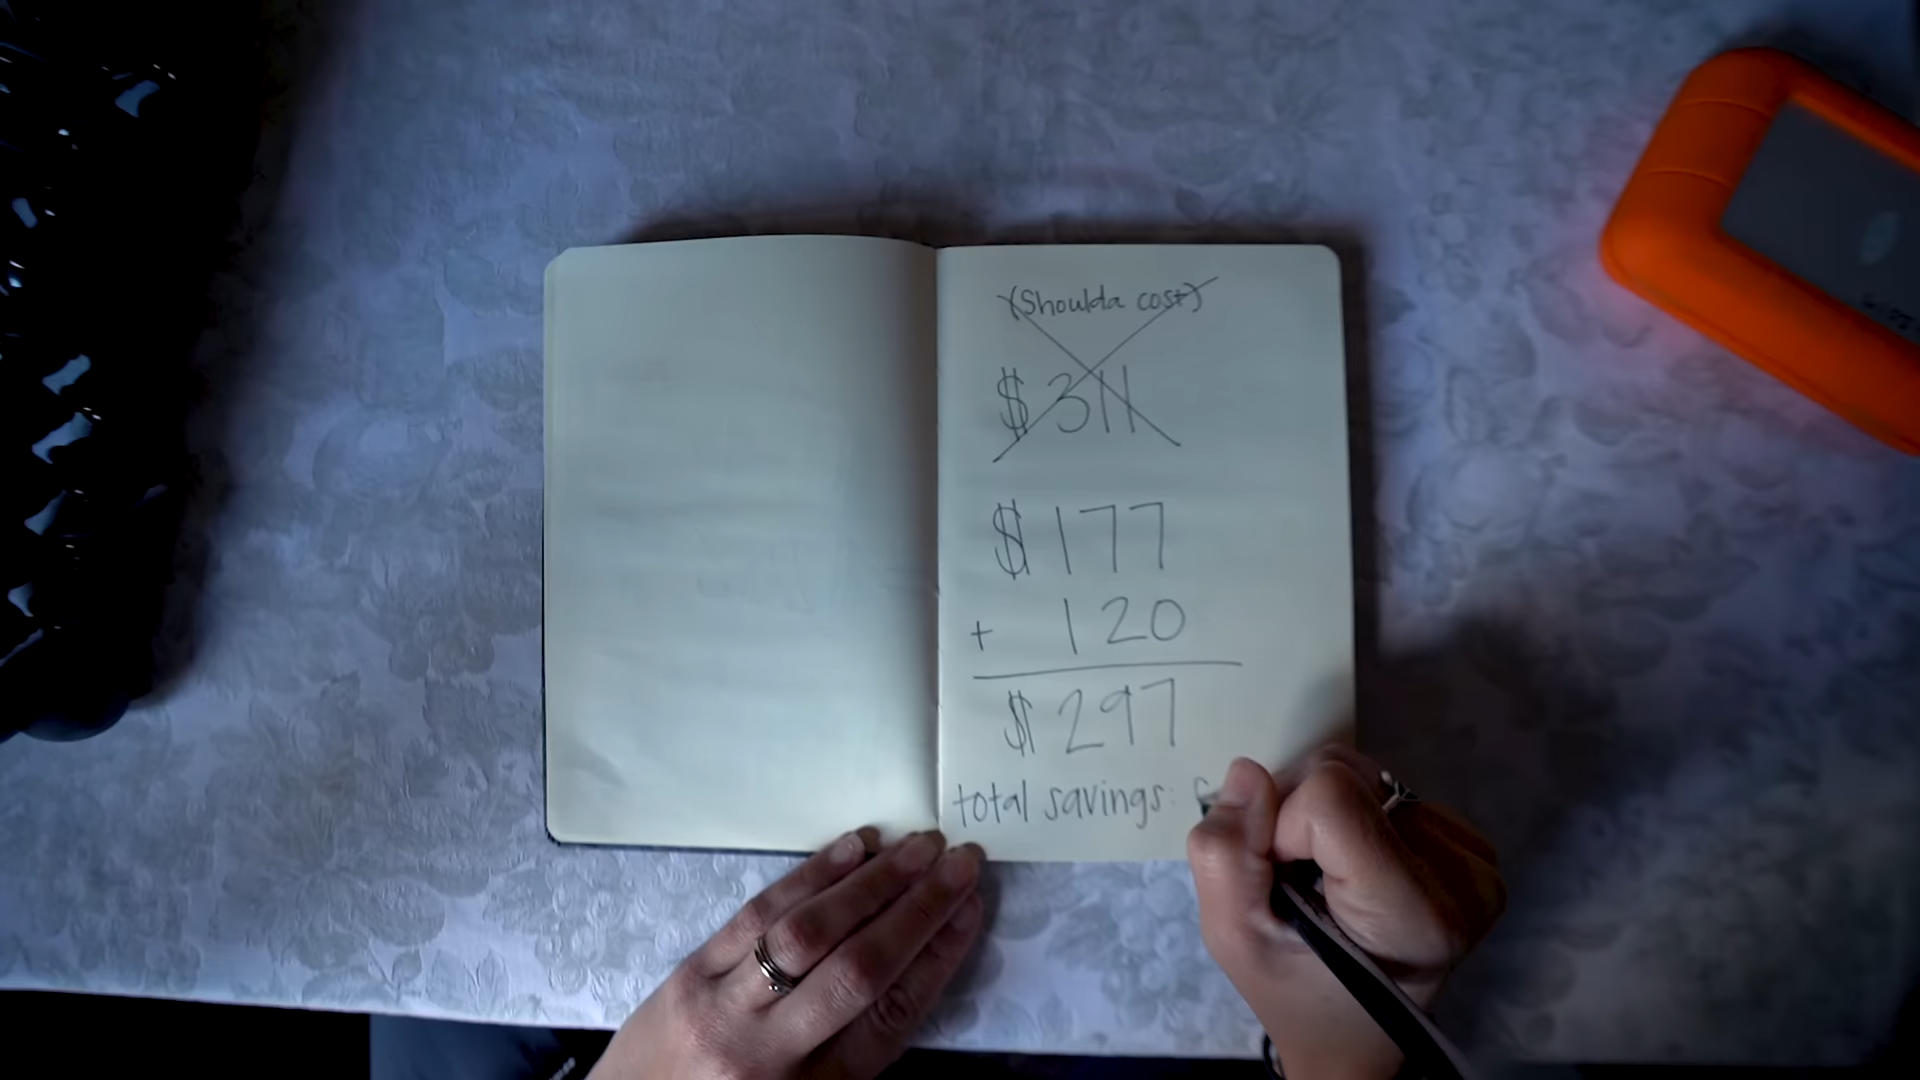 (Shoulda cost)
$311
$177
+ 120
$297
total savings: